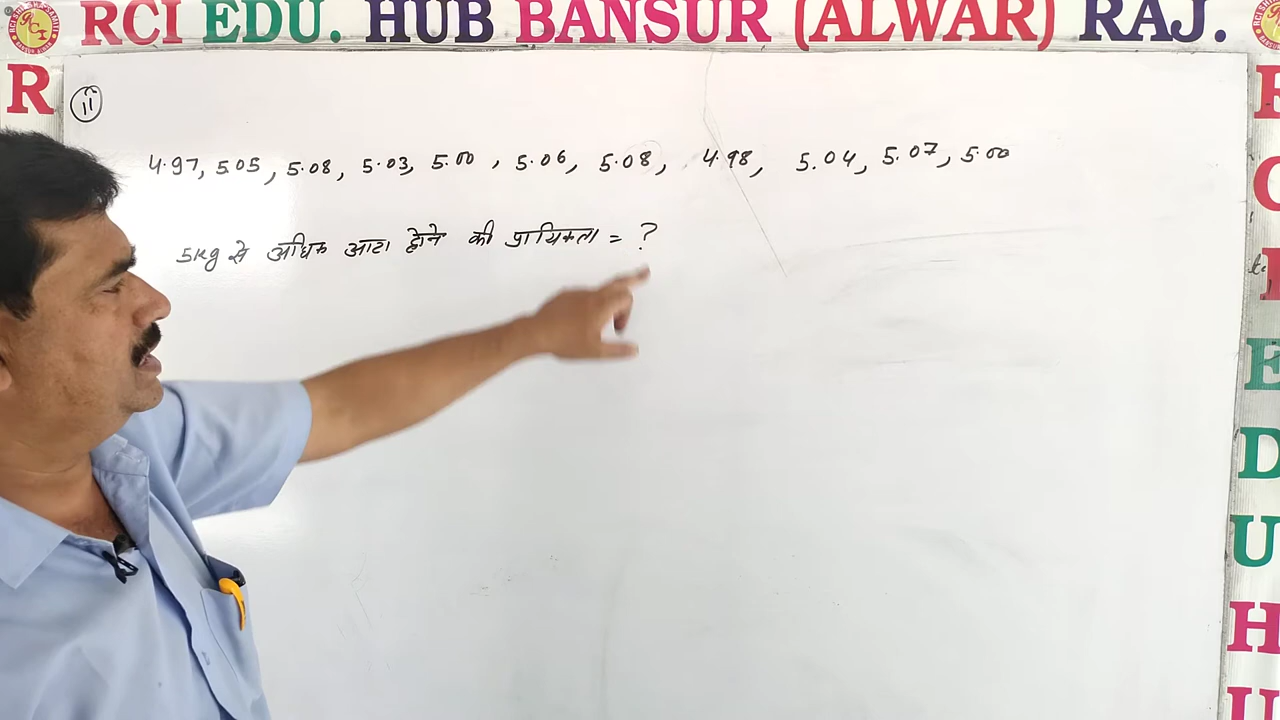 RCI EDU. HUB BANSUR (ALWAR) RAJ.
R
11
4.97, 5.05, 5.08, 5.03, 5.00, 5.06, 5.08, 4.98, 5.04, 5.07, 5.00
5kg से अधिक आटा होने की प्रायिकता = ?
R
C
I
E
D
U
H
U